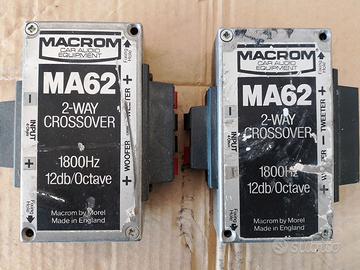 MACROM
CAR AUDIO
EQUIPMENT
MA62
2-WAY
CROSSOVER
1800Hz
12db/Octave
Macrom by Morel
Made in England
INPUT
WOOFER
TWEETER
+
-
MACROM
CAR AUDIO
EQUIPMENT
MA62
2-WAY
CROSSOVER
1800Hz
12db/Octave
Macrom by Morel
Made in England
INPUT
WOOFER
TWEETER
+
-
subito